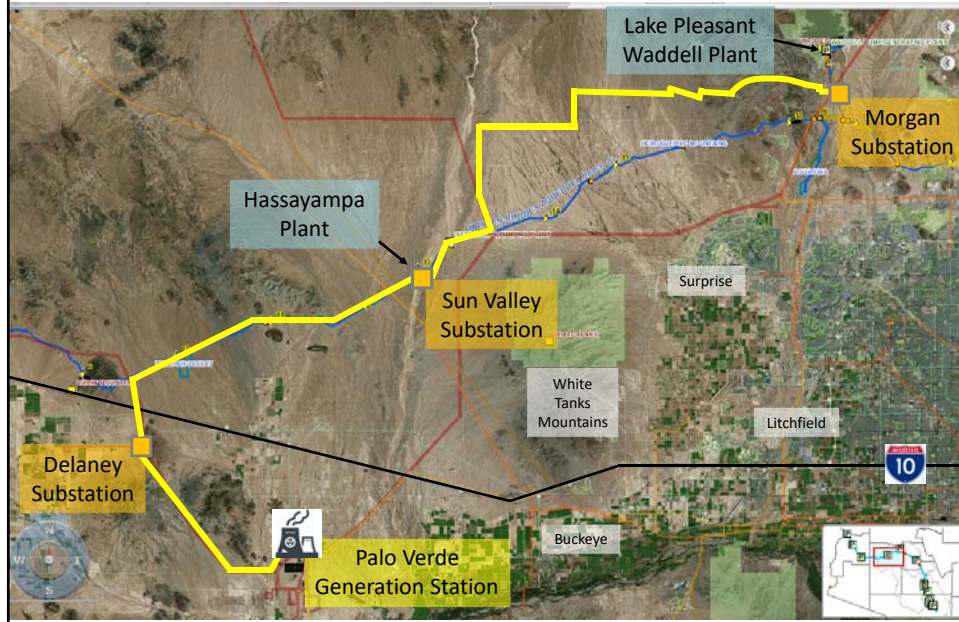 Lake Pleasant
Waddell Plant
Morgan
Substation
Hassayampa
Plant
Surprise
Sun Valley
Substation
White
Tanks
Mountains
Litchfield
Delaney
Substation
INTERSTATE
10
Buckeye
Palo Verde
Generation Station
N
W
E
S